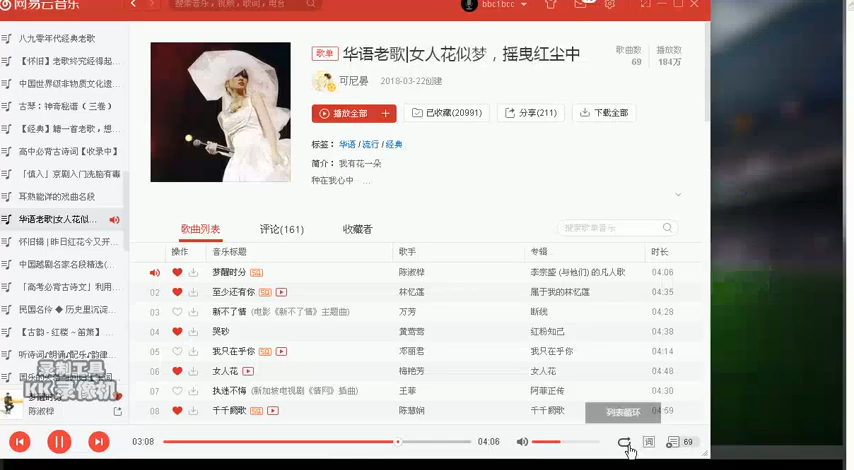 网易云音乐
搜索音乐，视频，歌词，电台
bbc1bcc
八九零年代经典老歌
【怀旧】老歌终究经得起...
中国世界级非物质文化遗...
古琴：神奇秘谱（三卷）
【经典】听一首老歌，想...
高中必背古诗词【收录中】
「慎入」京剧入门洗脑有毒
耳熟能详的戏曲名段
华语老歌|女人花似...
怀旧辑 | 昨日红花今又开...
中国越剧名家名段精选(...
「高考必背古诗文」利用...
民国名伶 ◆ 历史里沉淀...
【古韵 - 红楼 ~ 笛箫】...
听诗词♪朗诵♪配乐♪韵律...
录制工具
KK录像机
陈淑桦
歌单 华语老歌|女人花似梦，摇曳红尘中
歌曲数 播放数
69 184万
可尼晏 2018-03-22创建
播放全部 + 已收藏(20991) 分享(211) 下载全部
标签：华语 / 流行 / 经典
简介：我有花一朵
种在我心中 ...
歌曲列表 评论(161) 收藏者
搜索歌单音乐
操作 音乐标题 歌手 专辑 时长
梦醒时分 SQ 陈淑桦 李宗盛 (与他们) 的凡人歌 04:06
02 至少还有你 SQ 林忆莲 属于我的林忆莲 04:35
03 新不了情 (电影《新不了情》主题曲) 万芳 断线 04:28
04 哭砂 黄莺莺 红粉知己 04:38
05 我只在乎你 SQ 邓丽君 我只在乎你 04:14
06 女人花 梅艳芳 女人花 04:48
07 执迷不悔 (新加坡电视剧《情网》插曲) 王菲 阿菲正传 04:30
08 千千阙歌 SQ 陈慧娴 千千阙歌 04:59
列表循环
03:08 04:06 词 69